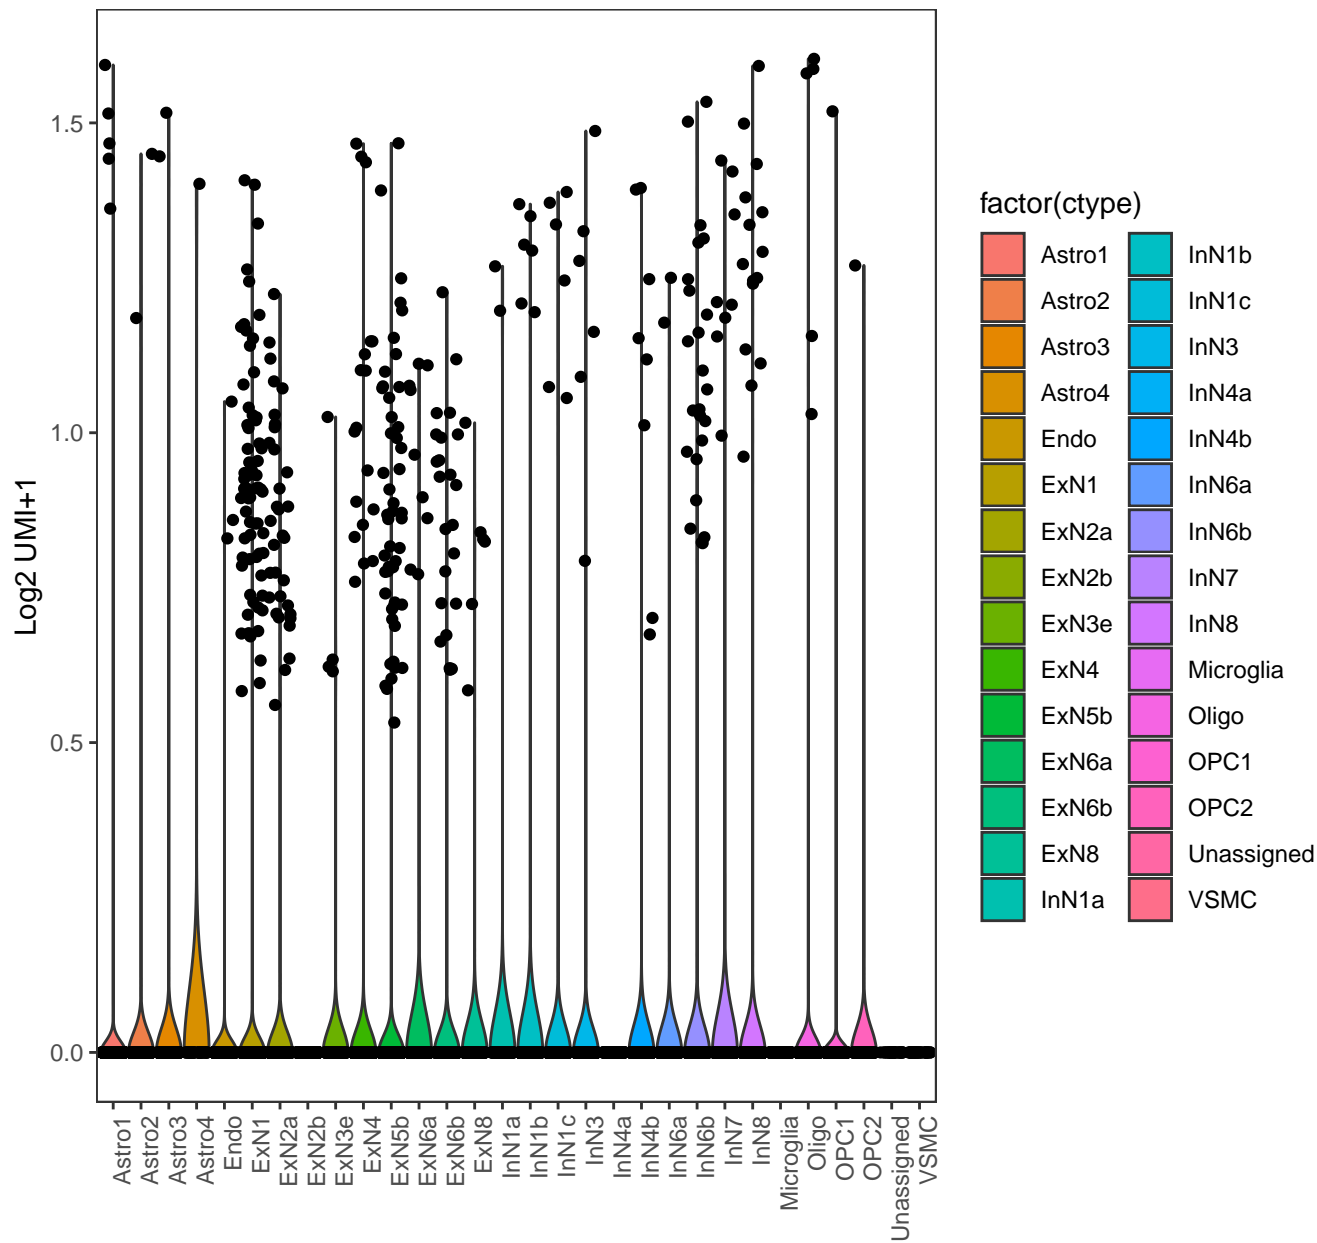 Log2 UMI+1
1.5
1.0
0.5
0.0
Astro1
Astro2
Astro3
Astro4
Endo
ExN1
ExN2a
ExN2b
ExN3e
ExN4
ExN5b
ExN6a
ExN6b
ExN8
InN1a
InN1b
InN1c
InN3
InN4a
InN4b
InN6a
InN6b
InN7
InN8
Microglia
Oligo
OPC1
OPC2
Unassigned
VSMC
factor(ctype)
Astro1
Astro2
Astro3
Astro4
Endo
ExN1
ExN2a
ExN2b
ExN3e
ExN4
ExN5b
ExN6a
ExN6b
ExN8
InN1a
InN1b
InN1c
InN3
InN4a
InN4b
InN6a
InN6b
InN7
InN8
Microglia
Oligo
OPC1
OPC2
Unassigned
VSMC